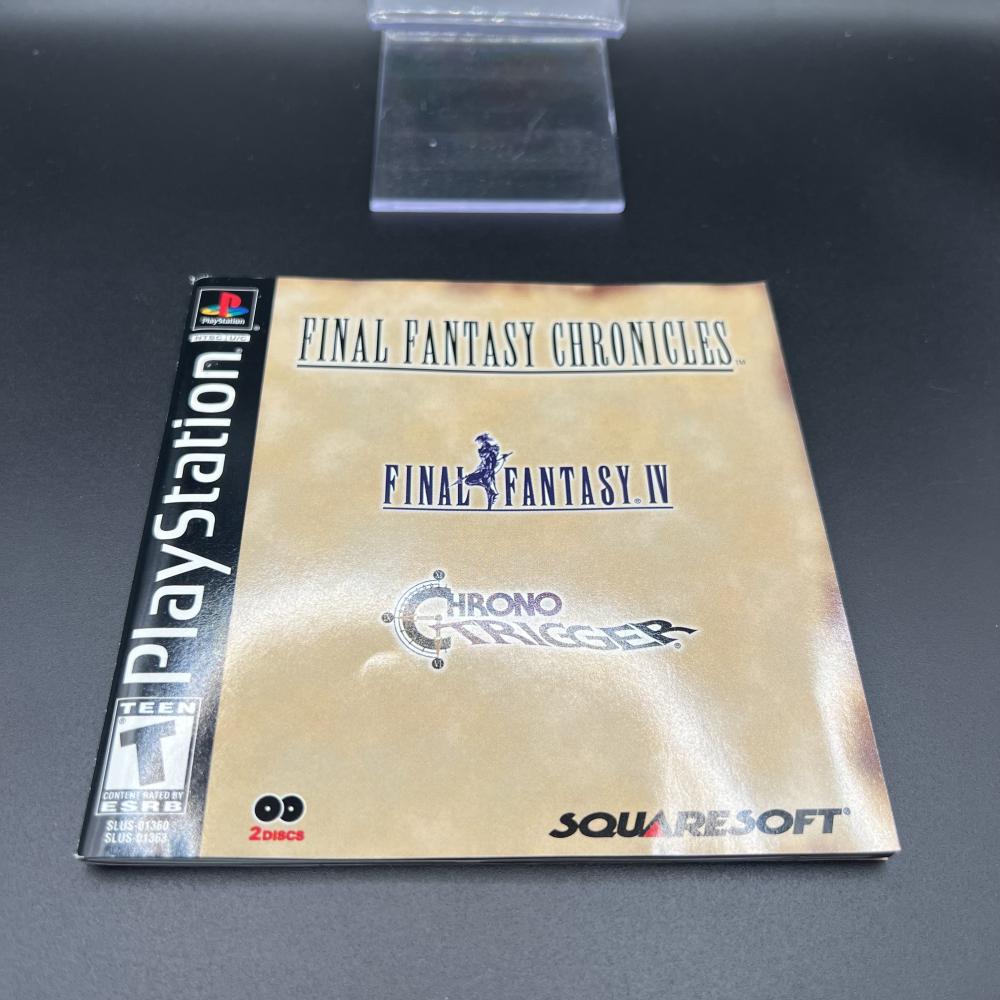 PlayStation
NTSC U/C
PlayStation
TEEN
T
CONTENT RATED BY
ESRB
SLUS-01360
SLUS-01363
FINAL FANTASY CHRONICLES™
FINAL FANTASY® IV
CHRONO
TRIGGER®
2 DISCS
SQUARESOFT®